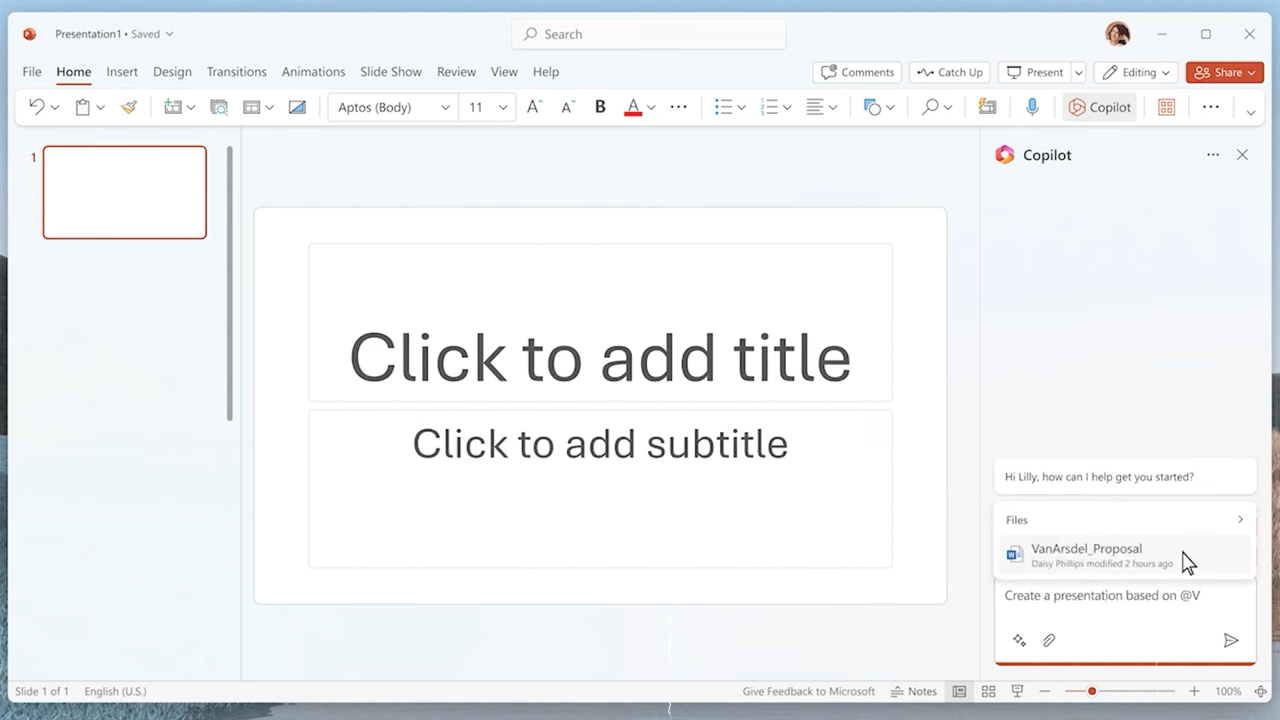 Presentation1 • Saved
Search
File Home Insert Design Transitions Animations Slide Show Review View Help
Comments Catch Up Present Editing Share
Aptos (Body) 11 B A Copilot
1
Copilot
Click to add title
Click to add subtitle
Hi Lilly, how can I help get you started?
Files
VanArsdel_Proposal
Daisy Phillips modified 2 hours ago
Create a presentation based on @V
Slide 1 of 1 English (U.S.) Give Feedback to Microsoft Notes 100%